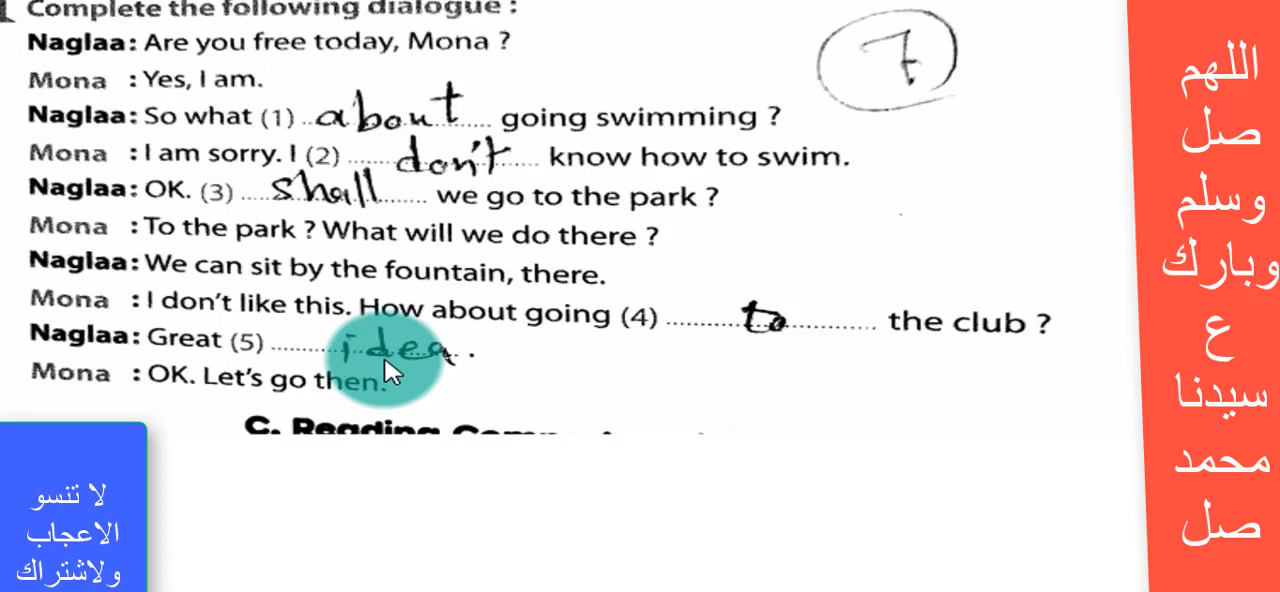 Complete the following dialogue :
7
Naglaa: Are you free today, Mona ?
Mona : Yes, I am.
Naglaa: So what (1) ..about...... going swimming ?
Mona : I am sorry. I (2) ......don't...... know how to swim.
Naglaa: OK. (3) .....shall....... we go to the park ?
Mona : To the park ? What will we do there ?
Naglaa: We can sit by the fountain, there.
Mona : I don't like this. How about going (4) ...........to............ the club ?
Naglaa: Great (5) ..........idea.. .
Mona : OK. Let's go then.
C. Reading
اللهم
صل
وسلم
وبارك
ع
سيدنا
محمد
صل
لا تنسو
الاعجاب
ولاشتراك